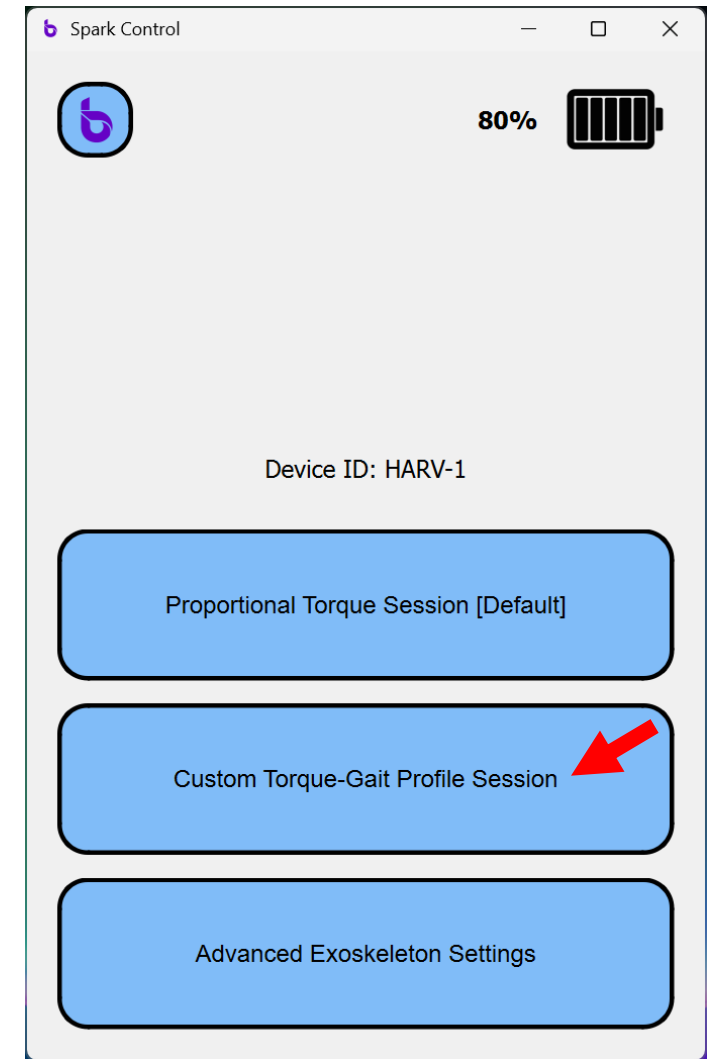 Spark Control
80%
Device ID: HARV-1
Proportional Torque Session [Default]
Custom Torque-Gait Profile Session
Advanced Exoskeleton Settings